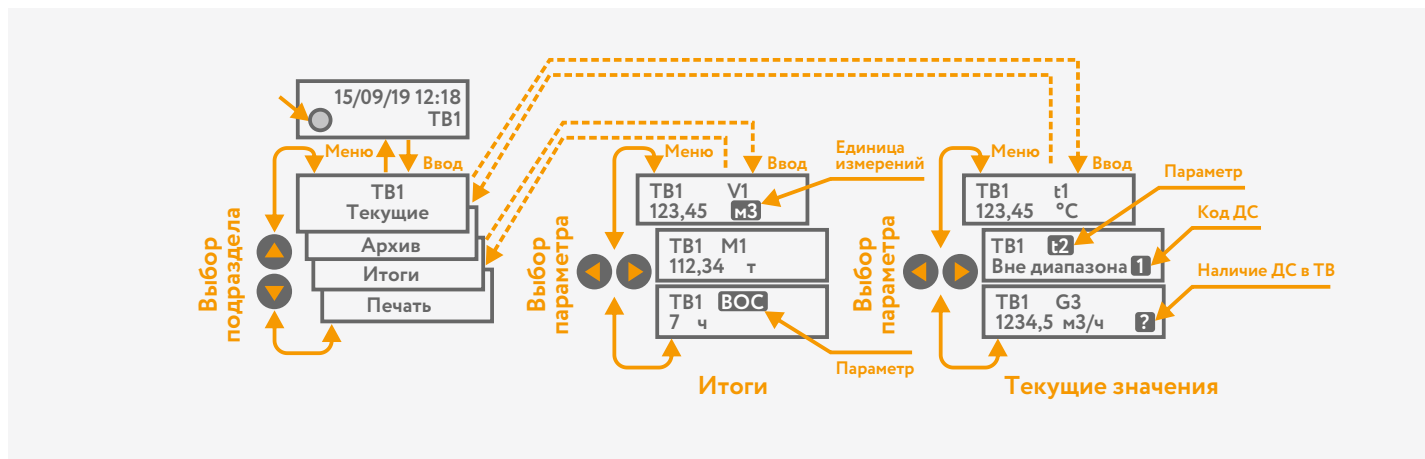 15/09/19 12:18
ТВ1
Меню
Ввод
ТВ1
Текущие
Архив
Итоги
Печать
Выбор
подраздела
Меню
Ввод
Единица
измерений
ТВ1 V1
123,45 м3
ТВ1 М1
112,34 т
ТВ1 ВОС
7 ч
Параметр
Выбор
параметра
Итоги
Меню
Ввод
Параметр
ТВ1 t1
123,45 °C
Код ДС
ТВ1 t2
Вне диапазона 1
Наличие ДС в ТВ
ТВ1 G3
1234,5 м3/ч ?
Выбор
параметра
Текущие значения